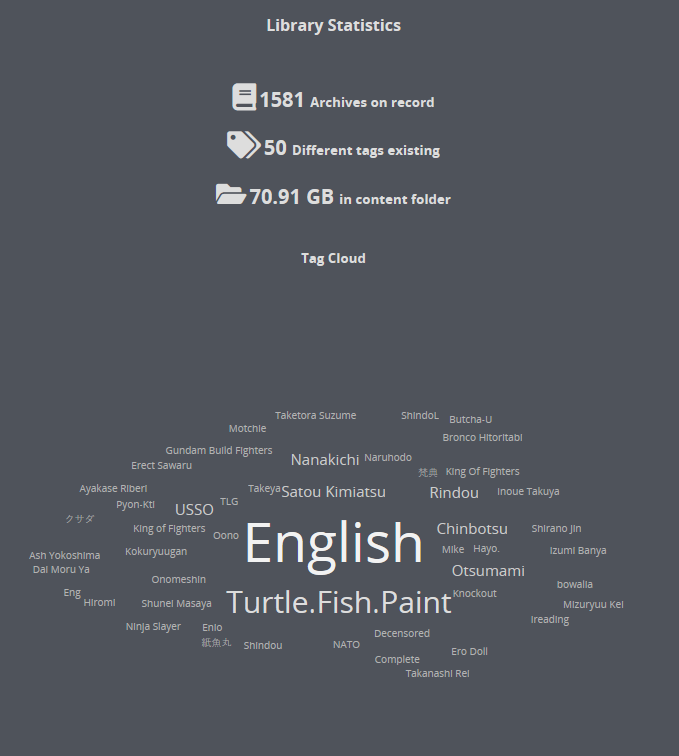 Library Statistics
1581 Archives on record
50 Different tags existing
70.91 GB in content folder
Tag Cloud
Taketora Suzume
ShindoL
Butcha-U
Motchie
Bronco Hitoritabi
Gundam Build Fighters
Nanakichi
Naruhodo
Erect Sawaru
梵典
King Of Fighters
Ayakase Riberi
Takeya
Satou Kimiatsu
Rindou
Inoue Takuya
Pyon-Kti
TLG
USSO
クサダ
King of Fighters
Oono
English
Chinbotsu
Shirano Jin
Ash Yokoshima
Kokuryuugan
Mike
Hayo.
Izumi Banya
Dai Moru Ya
Otsumami
Onomeshin
bowalia
Eng
Hiromi
Shunei Masaya
Turtle.Fish.Paint
Knockout
Mizuryuu Kei
Ireading
Ninja Slayer
Enio
Decensored
紙魚丸
Shindou
NATO
Ero Doll
Complete
Takanashi Rei